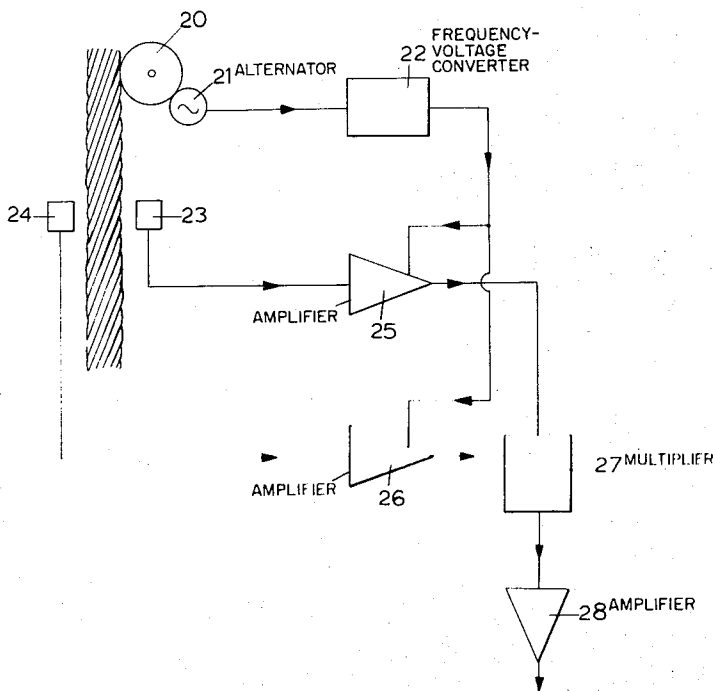 20
21 ALTERNATOR
22 FREQUENCY-
VOLTAGE
CONVERTER
24
23
AMPLIFIER
25
AMPLIFIER
26
27 MULTIPLIER
28 AMPLIFIER